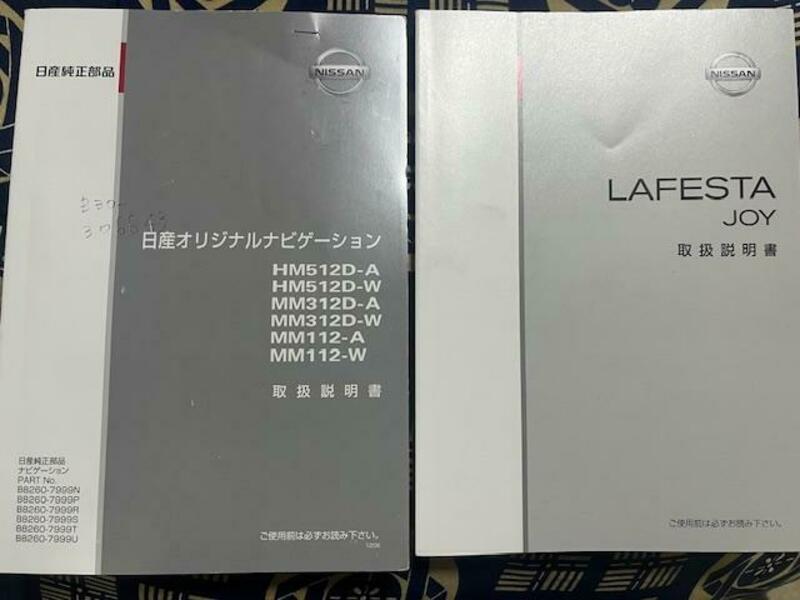 日産純正部品
NISSAN
日産オリジナルナビゲーション
HM512D-A
HM512D-W
MM312D-A
MM312D-W
MM112-A
MM112-W
取扱説明書
日産純正部品
ナビゲーション
PART No.
B8260-7999N
B8260-7999P
B8260-7999R
B8260-7999S
B8260-7999T
B8260-7999U
ご使用前は必ずお読み下さい。
NISSAN
LAFESTA
JOY
取扱説明書
ご使用前は必ずお読み下さい。